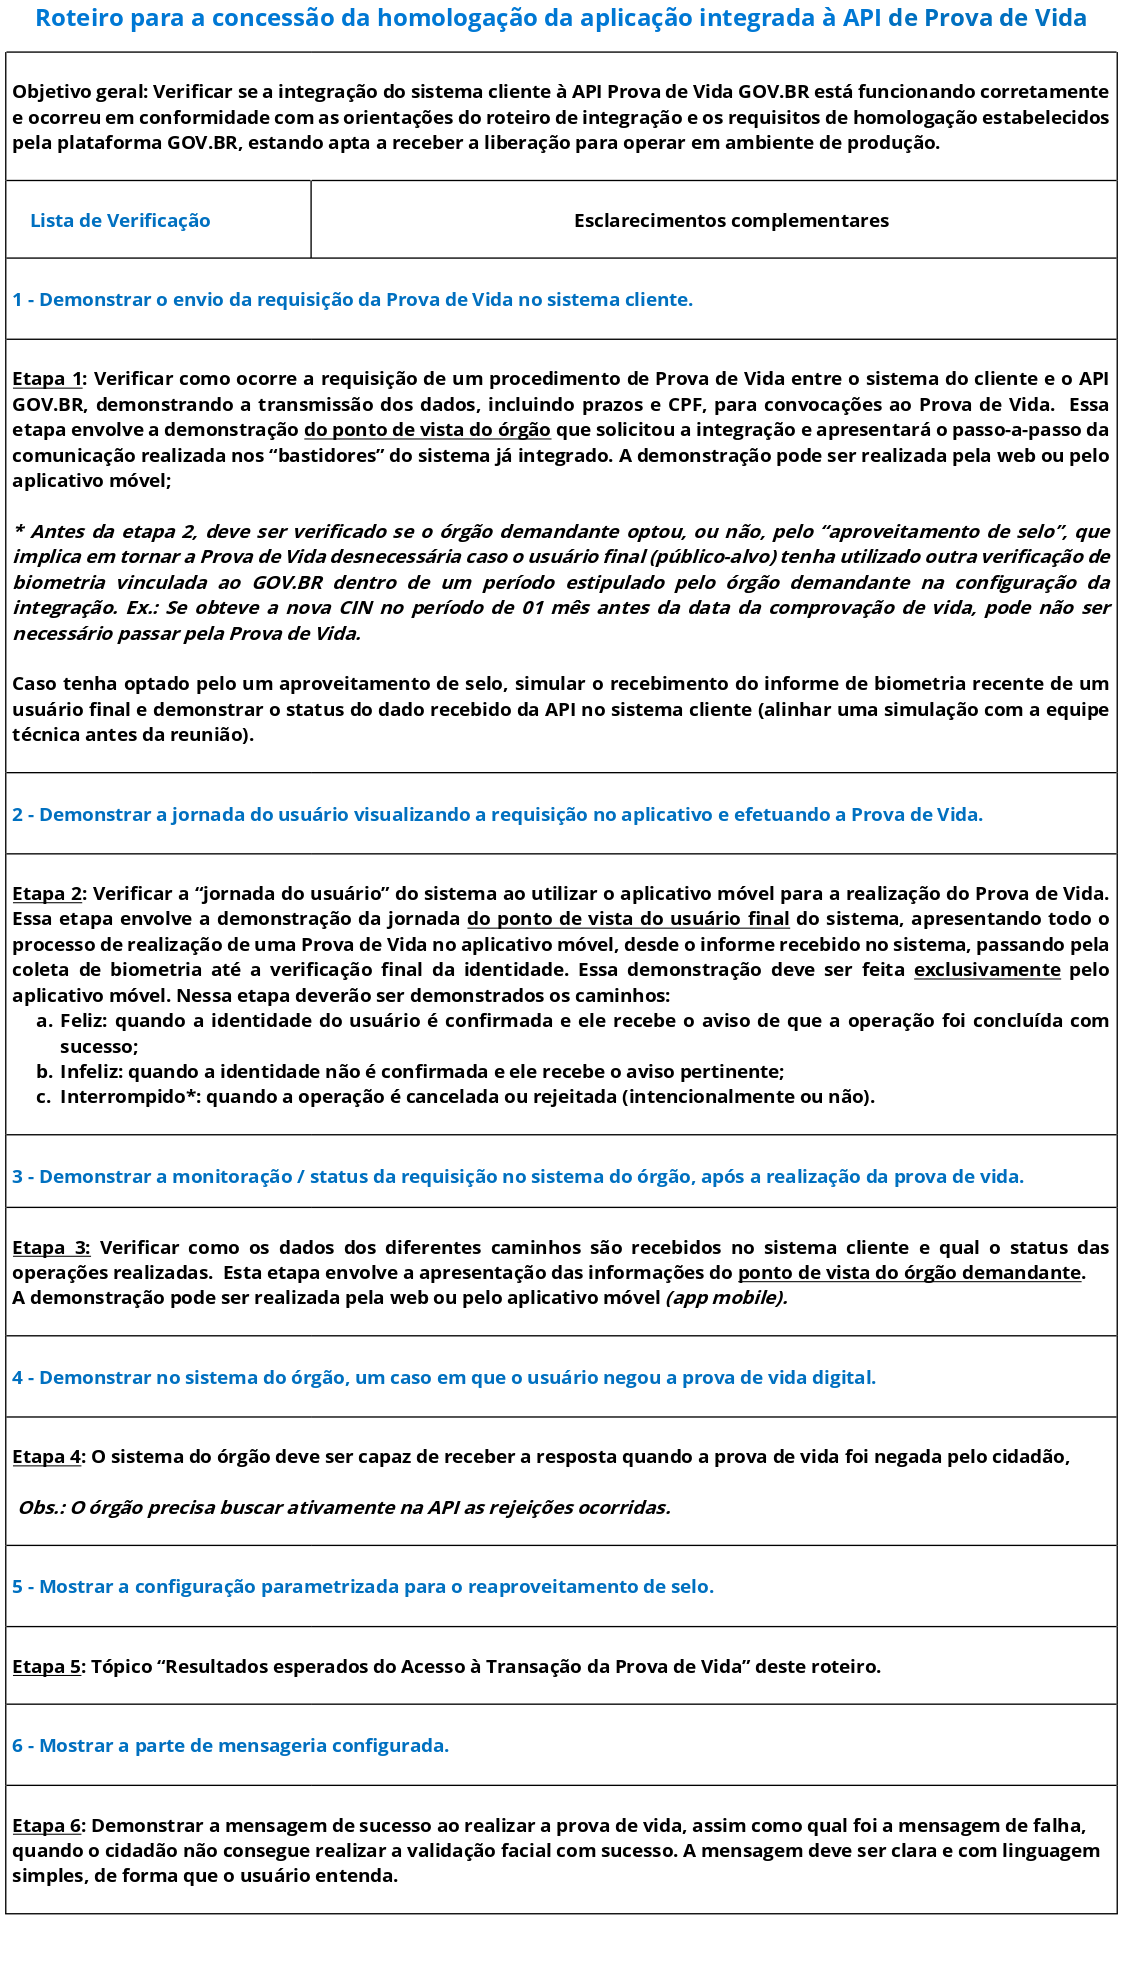 Roteiro para a concessão da homologação da aplicação integrada à API de Prova de Vida
Objetivo geral: Verificar se a integração do sistema cliente à API Prova de Vida GOV.BR está funcionando corretamente
e ocorreu em conformidade com as orientações do roteiro de integração e os requisitos de homologação estabelecidos
pela plataforma GOV.BR, estando apta a receber a liberação para operar em ambiente de produção.
Lista de Verificação
Esclarecimentos complementares
1 - Demonstrar o envio da requisição da Prova de Vida no sistema cliente.
Etapa 1: Verificar como ocorre a requisição de um procedimento de Prova de Vida entre o sistema do cliente e o API
GOV.BR, demonstrando a transmissão dos dados, incluindo prazos e CPF, para convocações ao Prova de Vida.  Essa
etapa envolve a demonstração do ponto de vista do órgão que solicitou a integração e apresentará o passo-a-passo da
comunicação realizada nos “bastidores” do sistema já integrado. A demonstração pode ser realizada pela web ou pelo
aplicativo móvel;
* Antes da etapa 2, deve ser verificado se o órgão demandante optou, ou não, pelo “aproveitamento de selo”, que
implica em tornar a Prova de Vida desnecessária caso o usuário final (público-alvo) tenha utilizado outra verificação de
biometria vinculada ao GOV.BR dentro de um período estipulado pelo órgão demandante na configuração da
integração. Ex.: Se obteve a nova CIN no período de 01 mês antes da data da comprovação de vida, pode não ser
necessário passar pela Prova de Vida.
Caso tenha optado pelo um aproveitamento de selo, simular o recebimento do informe de biometria recente de um
usuário final e demonstrar o status do dado recebido da API no sistema cliente (alinhar uma simulação com a equipe
técnica antes da reunião).
2 - Demonstrar a jornada do usuário visualizando a requisição no aplicativo e efetuando a Prova de Vida.
Etapa 2: Verificar a “jornada do usuário” do sistema ao utilizar o aplicativo móvel para a realização do Prova de Vida.
Essa etapa envolve a demonstração da jornada do ponto de vista do usuário final do sistema, apresentando todo o
processo de realização de uma Prova de Vida no aplicativo móvel, desde o informe recebido no sistema, passando pela
coleta de biometria até a verificação final da identidade. Essa demonstração deve ser feita exclusivamente pelo
aplicativo móvel. Nessa etapa deverão ser demonstrados os caminhos:
a. Feliz: quando a identidade do usuário é confirmada e ele recebe o aviso de que a operação foi concluída com
sucesso;
b. Infeliz: quando a identidade não é confirmada e ele recebe o aviso pertinente;
c. Interrompido*: quando a operação é cancelada ou rejeitada (intencionalmente ou não).
3 - Demonstrar a monitoração / status da requisição no sistema do órgão, após a realização da prova de vida.
Etapa 3: Verificar como os dados dos diferentes caminhos são recebidos no sistema cliente e qual o status das
operações realizadas.  Esta etapa envolve a apresentação das informações do ponto de vista do órgão demandante.
A demonstração pode ser realizada pela web ou pelo aplicativo móvel (app mobile).
4 - Demonstrar no sistema do órgão, um caso em que o usuário negou a prova de vida digital.
Etapa 4: O sistema do órgão deve ser capaz de receber a resposta quando a prova de vida foi negada pelo cidadão,
Obs.: O órgão precisa buscar ativamente na API as rejeições ocorridas.
5 - Mostrar a configuração parametrizada para o reaproveitamento de selo.
Etapa 5: Tópico “Resultados esperados do Acesso à Transação da Prova de Vida” deste roteiro.
6 - Mostrar a parte de mensageria configurada.
Etapa 6: Demonstrar a mensagem de sucesso ao realizar a prova de vida, assim como qual foi a mensagem de falha,
quando o cidadão não consegue realizar a validação facial com sucesso. A mensagem deve ser clara e com linguagem
simples, de forma que o usuário entenda.